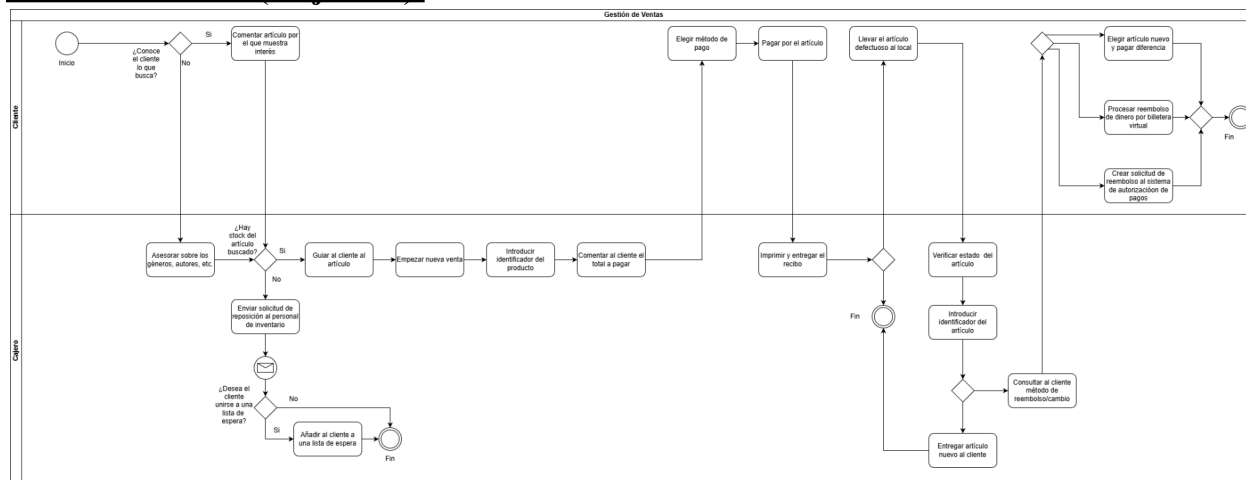 Gestión de Ventas
Cliente
Inicio
¿Conoce
el cliente
lo que
busca?
Si
No
Comentar artículo por
el que muestra
interés
Elegir método de
pago
Pagar por el artículo
Llevar el artículo
defectuoso al local
Elegir artículo nuevo
y pagar diferencia
Procesar reembolso
de dinero por billetera
virtual
Crear solicitud de
reembolso al sistema
de autorizacióon de
pagos
Fin
Cajero
Asesorar sobre los
géneros, autores, etc.
¿Hay
stock del
artículo
buscado?
Si
No
Guiar al cliente al
artículo
Empezar nueva venta
Introducir
identificador del
producto
Comentar al cliente el
total a pagar
Imprimir y entregar el
recibo
Fin
Verificar estado del
artículo
Introducir
identificador del
artículo
Consultar al cliente
método de
reembolso/cambio
Entregar artículo
nuevo al cliente
Enviar solicitud de
reposición al personal
de inventario
¿Desea el
cliente
unirse a una
lista de
espera?
No
Si
Añadir al cliente a
una lista de espera
Fin